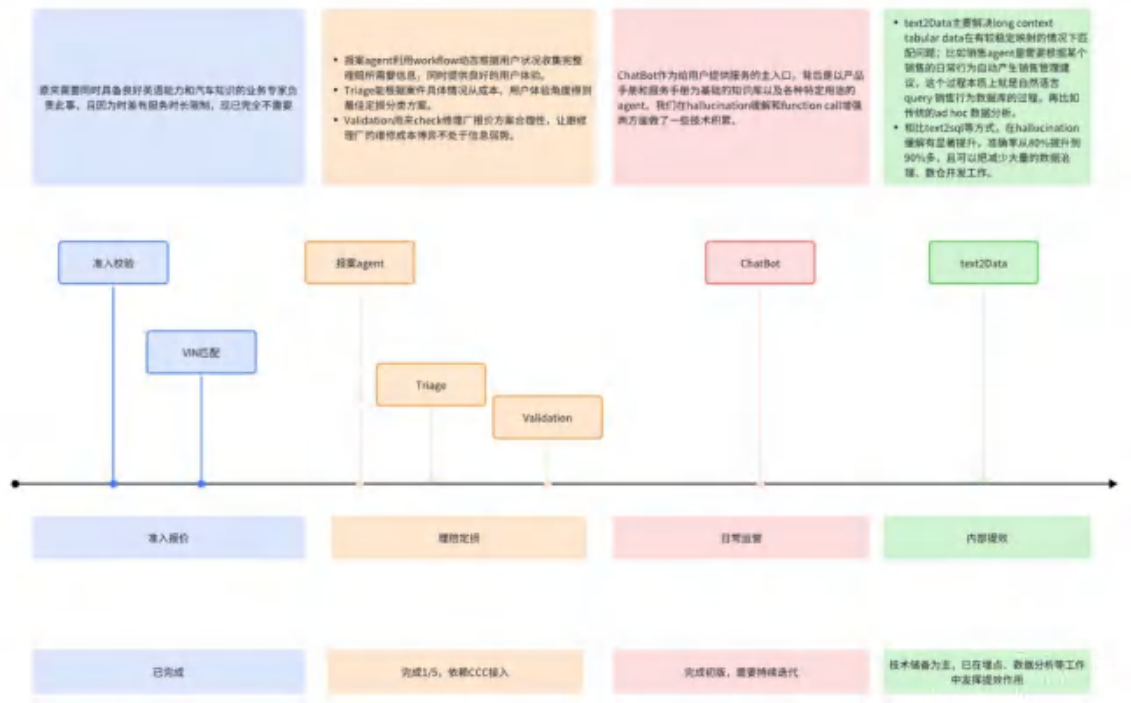 原来需要同时具备良好英语能力和汽车知识的业务专家负
责此事，且因为时差有服务时长限制，现已完全不需要
• 报案agent利用workflow动态根据用户状况收集完整
理赔所需要信息，同时提供良好的用户体验。
• Triage能根据案件具体情况从成本，用户体验角度得到
最佳定损分类方案。
• Validation用来check修理厂报价方案合理性，让跟修
理厂的维修成本博弈不处于信息弱势。
ChatBot作为给用户提供服务的主入口，背后是以产品
手册和服务手册为基础的知识库以及各种特定用途的
agent。我们在hallucination缓解和function call增强
两方面做了一些技术积累。
• text2Data主要解决long context
tabular data在有较稳定映射的情况下匹
配问题；比如销售agent里需要根据某个
销售的日常行为自动产生销售管理建
议，这个过程本质上就是自然语言
query 销售行为数据库的过程。再比如
传统的ad hoc 数据分析。
• 相比text2sql等方式，在hallucination
缓解有显著提升，准确率从80%提升到
90%多，且可以把减少大量的数据治
理、数仓开发工作。
准入校验
报案agent
ChatBot
text2Data
VIN匹配
Triage
Validation
准入报价
理赔定损
日常运营
内部提效
已完成
完成1/5，依赖CCC接入
完成初版，需要持续迭代
技术储备为主，已在埋点、数据分析等工作
中发挥提效作用